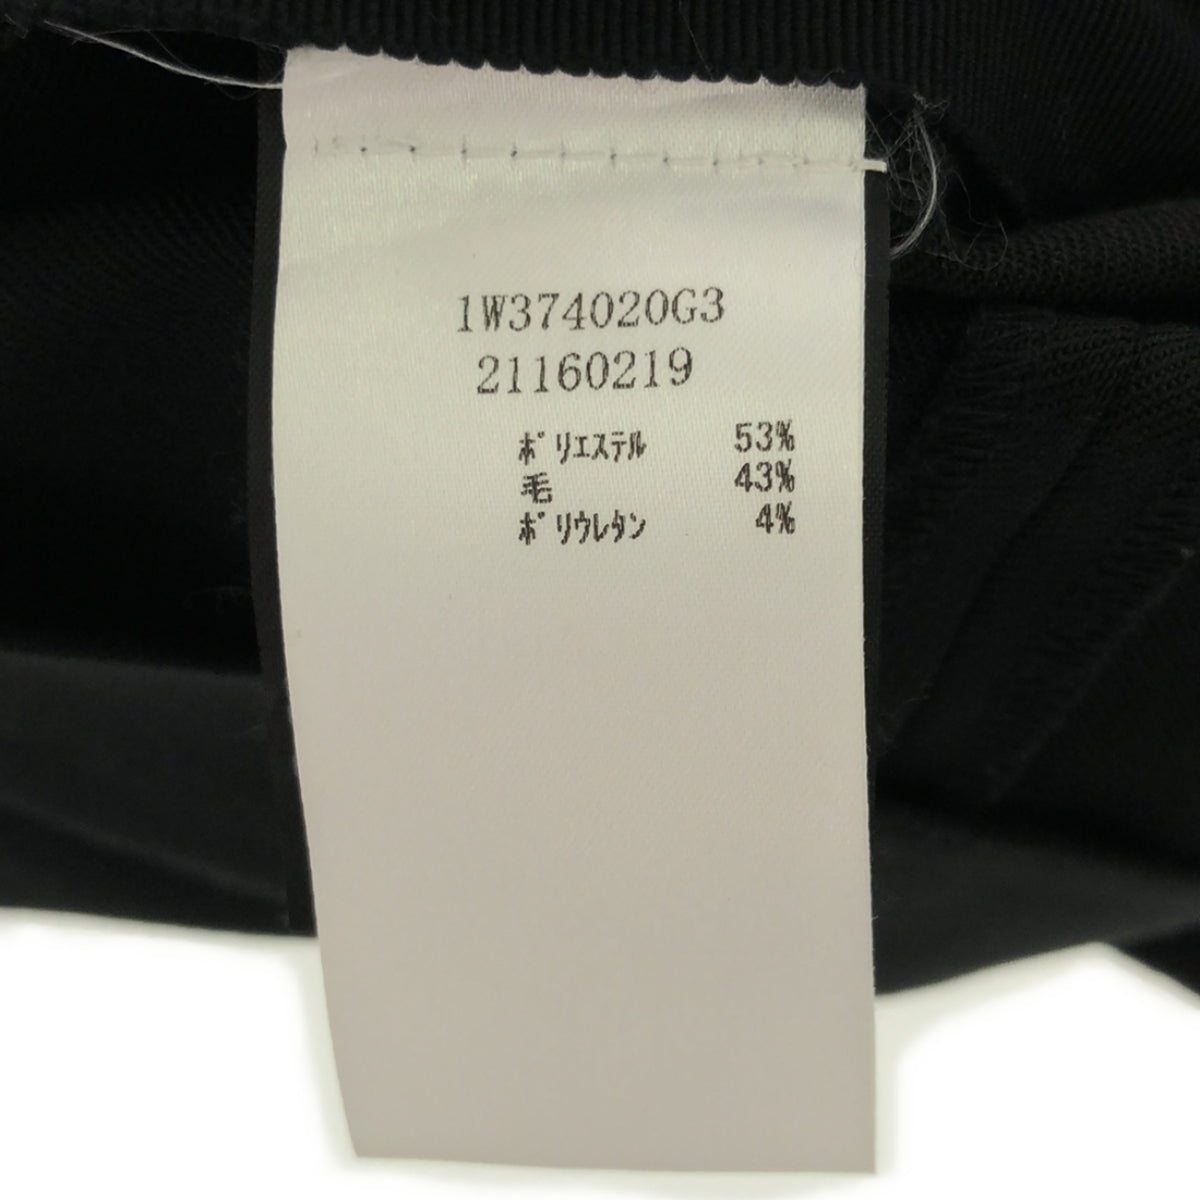 1W374020G3
21160219
ﾎﾟﾘｴｽﾃﾙ 53%
毛 43%
ﾎﾟﾘｳﾚﾀﾝ 4%